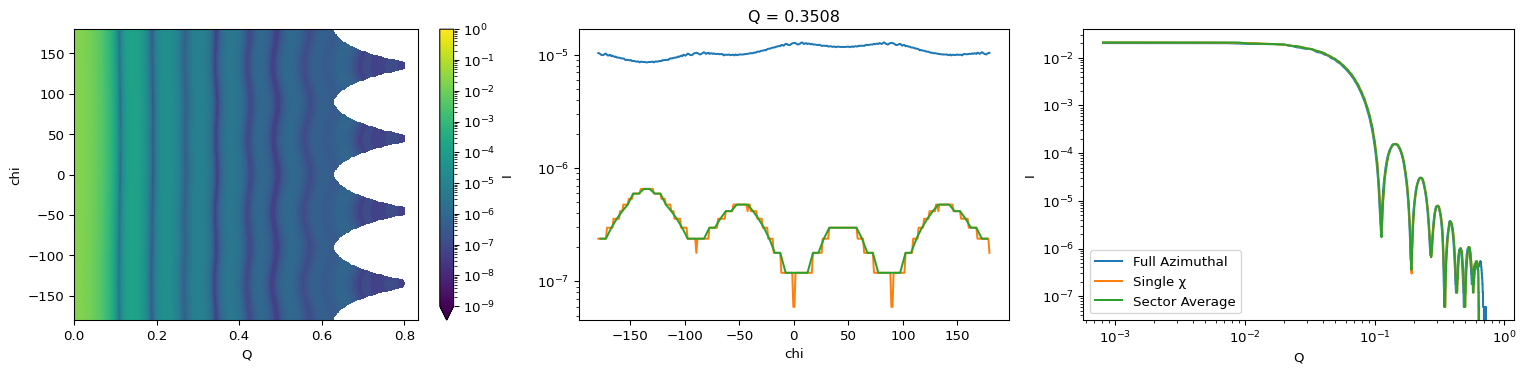 150
100
50
0
−50
−100
−150
chi
0.0 0.2 0.4 0.6 0.8
Q
10⁰
10⁻¹
10⁻²
10⁻³
10⁻⁴
10⁻⁵
10⁻⁶
10⁻⁷
10⁻⁸
10⁻⁹
Q = 0.3508
10⁻⁵
10⁻⁶
10⁻⁷
I
−150 −100 −50 0 50 100 150
chi
10⁻²
10⁻³
10⁻⁴
10⁻⁵
10⁻⁶
10⁻⁷
I
Full Azimuthal
Single χ
Sector Average
10⁻³ 10⁻² 10⁻¹ 10⁰
Q